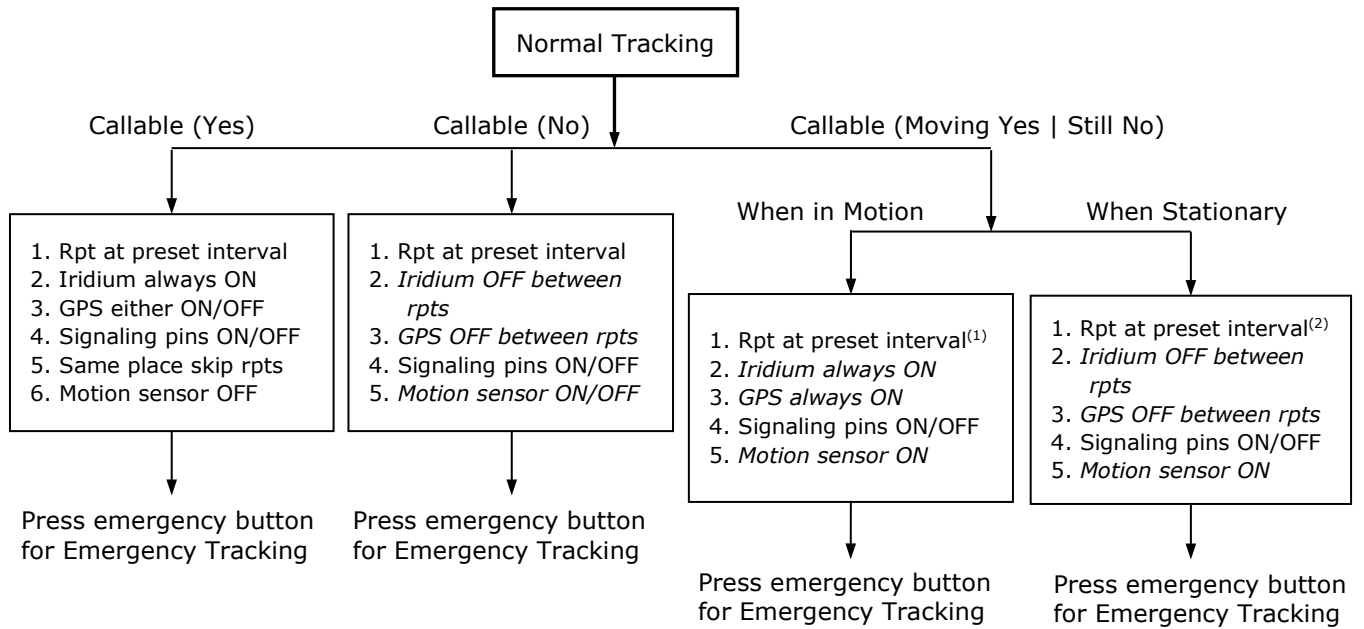 Normal Tracking
Callable (Yes)
Callable (No)
Callable (Moving Yes | Still No)
When in Motion
When Stationary
1. Rpt at preset interval
2. Iridium always ON
3. GPS either ON/OFF
4. Signaling pins ON/OFF
5. Same place skip rpts
6. Motion sensor OFF
1. Rpt at preset interval
2. Iridium OFF between
rpts
3. GPS OFF between rpts
4. Signaling pins ON/OFF
5. Motion sensor ON/OFF
1. Rpt at preset interval(1)
2. Iridium always ON
3. GPS always ON
4. Signaling pins ON/OFF
5. Motion sensor ON
1. Rpt at preset interval(2)
2. Iridium OFF between
rpts
3. GPS OFF between rpts
4. Signaling pins ON/OFF
5. Motion sensor ON
Press emergency button
for Emergency Tracking
Press emergency button
for Emergency Tracking
Press emergency button
for Emergency Tracking
Press emergency button
for Emergency Tracking